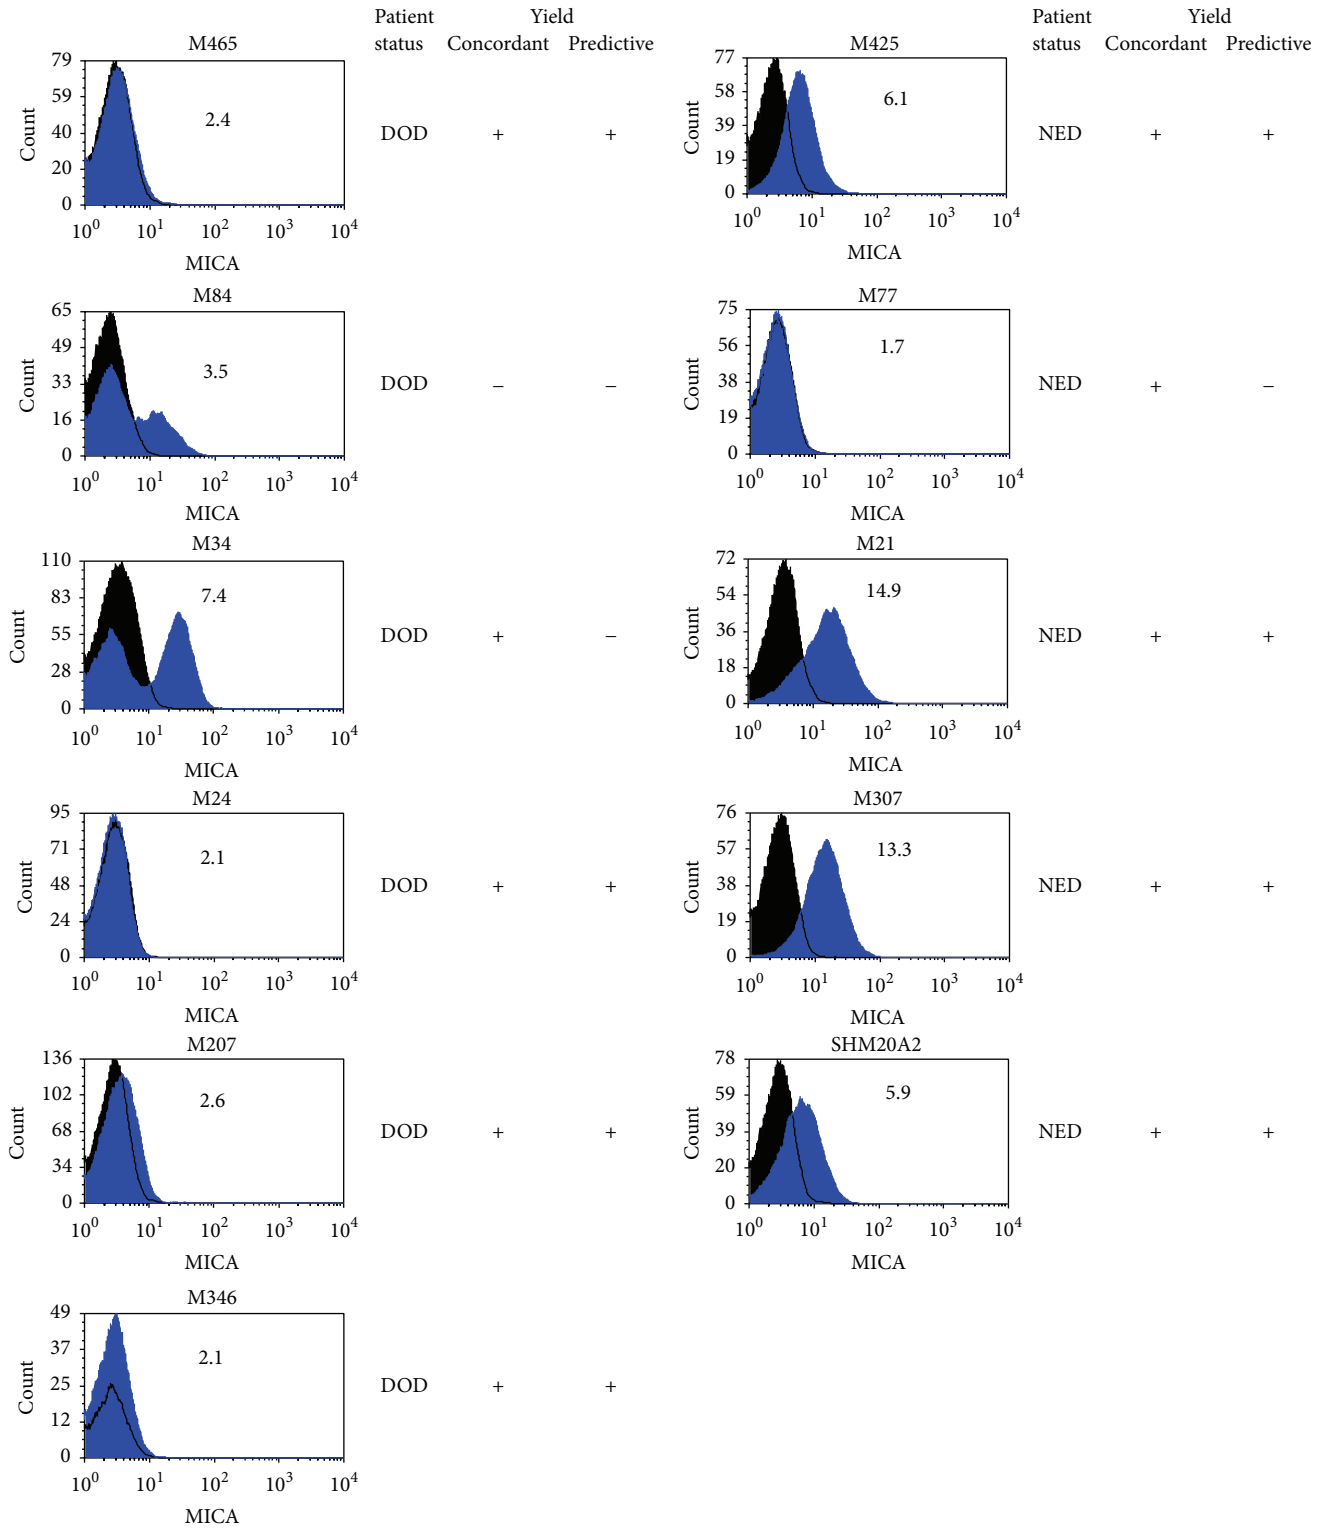 Patient Yield
status Concordant Predictive
M465
79
59
40
20
0
Count
2.4
10^0 10^1 10^2 10^3 10^4
MICA
DOD + +
M84
65
49
33
16
0
Count
3.5
10^0 10^1 10^2 10^3 10^4
MICA
DOD – –
M34
110
83
55
28
0
Count
7.4
10^0 10^1 10^2 10^3 10^4
MICA
DOD + –
M24
95
71
48
24
0
Count
2.1
10^0 10^1 10^2 10^3 10^4
MICA
DOD + +
M207
136
102
68
34
0
Count
2.6
10^0 10^1 10^2 10^3 10^4
MICA
DOD + +
M346
49
37
25
12
0
Count
2.1
10^0 10^1 10^2 10^3 10^4
MICA
DOD + +
Patient Yield
status Concordant Predictive
M425
77
58
39
19
0
Count
6.1
10^0 10^1 10^2 10^3 10^4
MICA
NED + +
M77
75
56
38
19
0
Count
1.7
10^0 10^1 10^2 10^3 10^4
MICA
NED + –
M21
72
54
36
18
0
Count
14.9
10^0 10^1 10^2 10^3 10^4
MICA
NED + +
M307
76
57
38
19
0
Count
13.3
10^0 10^1 10^2 10^3 10^4
MICA
NED + +
SHM20A2
78
59
39
20
0
Count
5.9
10^0 10^1 10^2 10^3 10^4
MICA
NED + +